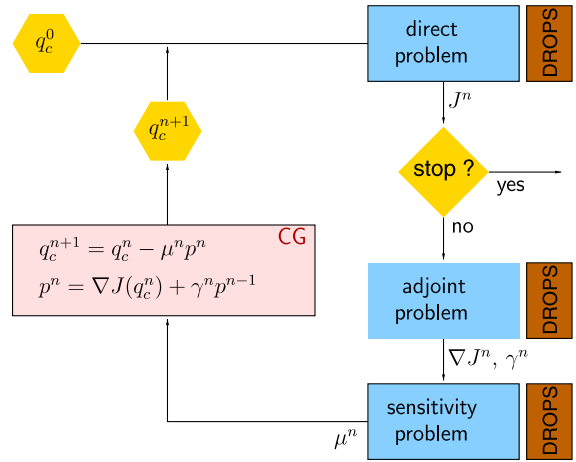 q_c^0
direct
problem
DROPS
J^n
q_c^{n+1}
stop ?
yes
no
CG
q_c^{n+1} = q_c^n − μ^n p^n
p^n = ∇J(q_c^n) + γ^n p^{n−1}
adjoint
problem
DROPS
∇J^n, γ^n
sensitivity
problem
DROPS
μ^n